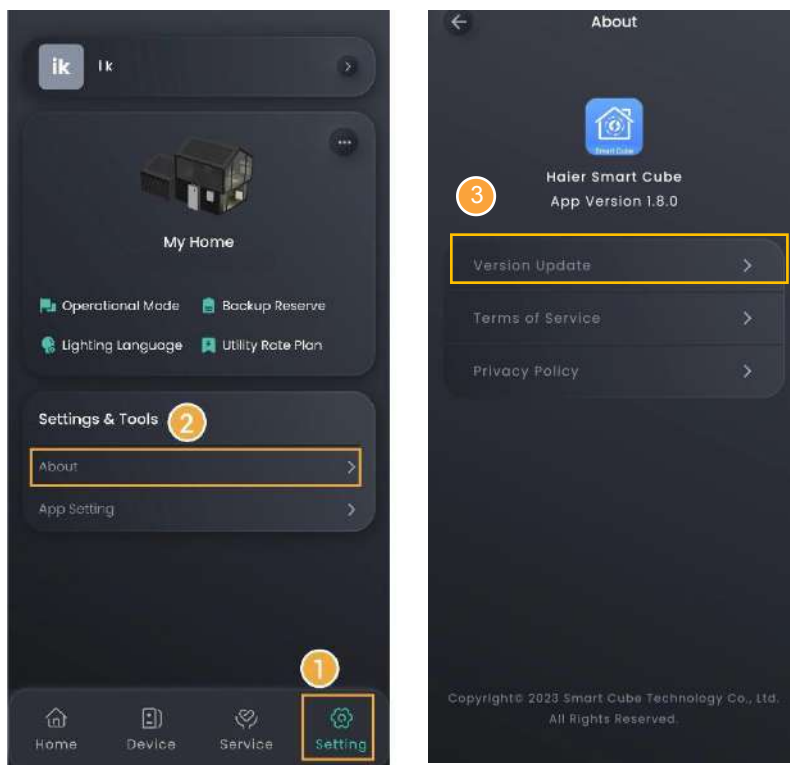 ik Ik
My Home
Operational Mode Backup Reserve
Lighting Language Utility Rate Plan
Settings & Tools 2
About
App Setting
1
Home Device Service Setting
About
Smart Cube
Haier Smart Cube
3
App Version 1.8.0
Version Update
Terms of Service
Privacy Policy
Copyright© 2023 Smart Cube Technology Co., Ltd.
All Rights Reserved.